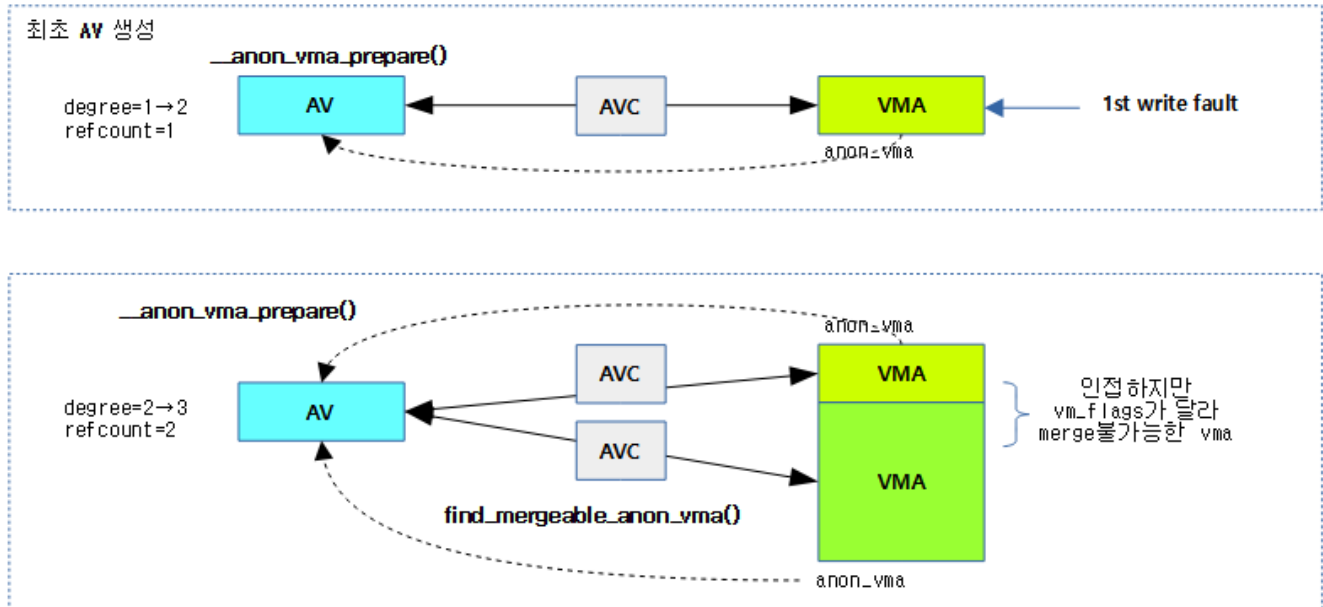 최초 AV 생성
__anon_vma_prepare()
degree=1→2
refcount=1
AV
AVC
VMA
1st write fault
anon_vma
__anon_vma_prepare()
anon_vma
degree=2→3
refcount=2
AV
AVC
VMA
인접하지만
vm_flags가 달라
merge불가능한 vma
AVC
VMA
find_mergeable_anon_vma()
anon_vma